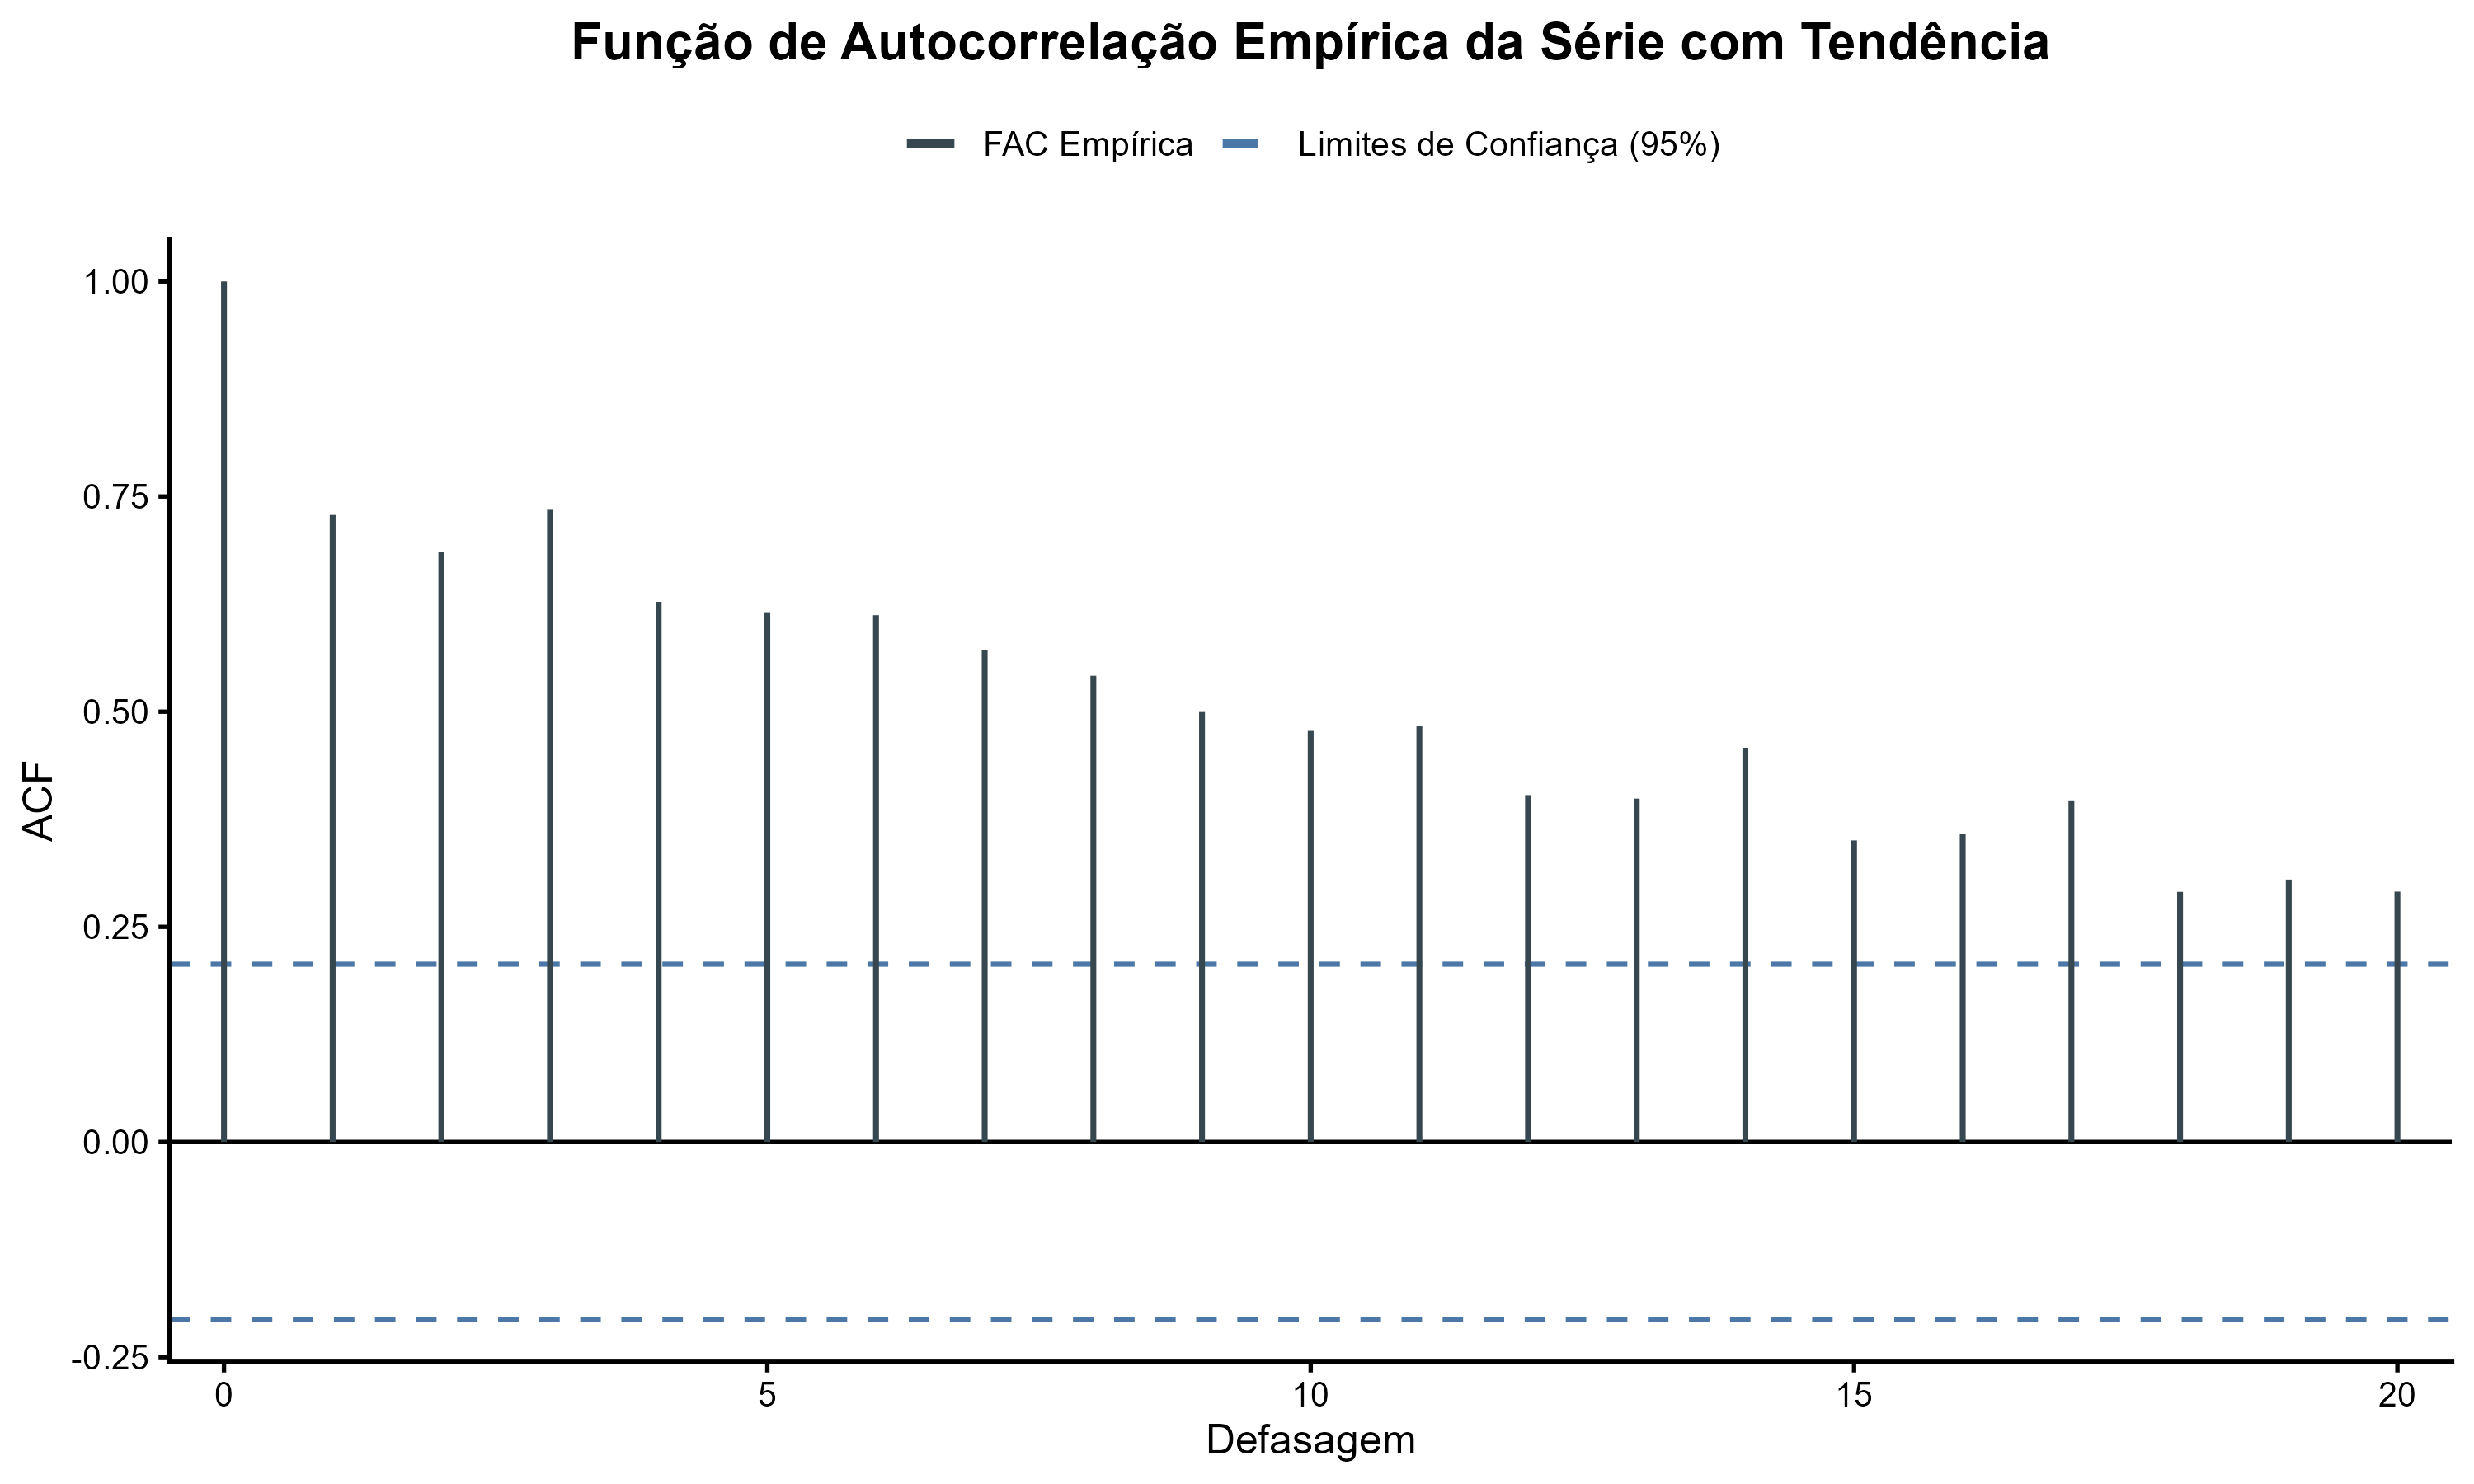 Função de Autocorrelação Empírica da Série com Tendência
FAC Empírica Limites de Confiança (95%)
ACF
1.00
0.75
0.50
0.25
0.00
-0.25
0 5 10 15 20
Defasagem